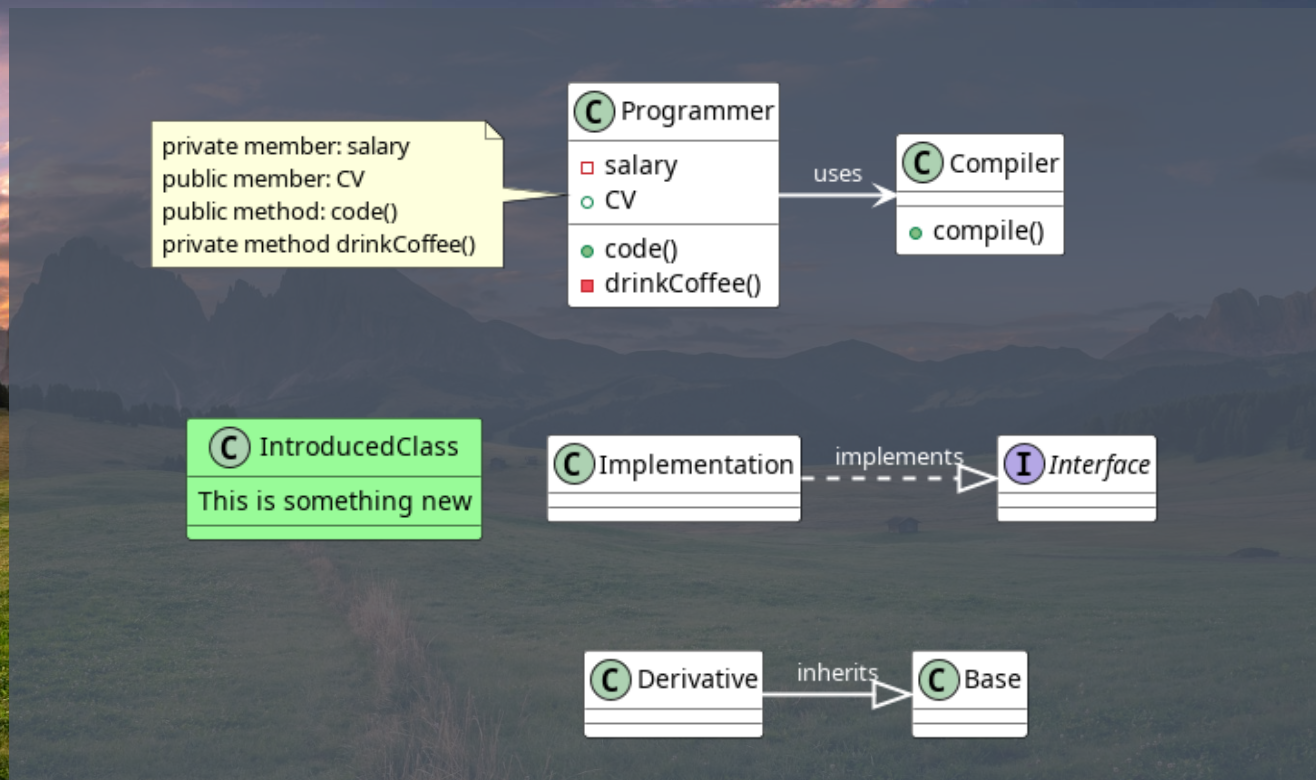 private member: salary
public member: CV
public method: code()
private method drinkCoffee()
C Programmer
salary
CV
code()
drinkCoffee()
uses
C Compiler
compile()
C IntroducedClass
This is something new
C Implementation
implements
I Interface
C Derivative
inherits
C Base